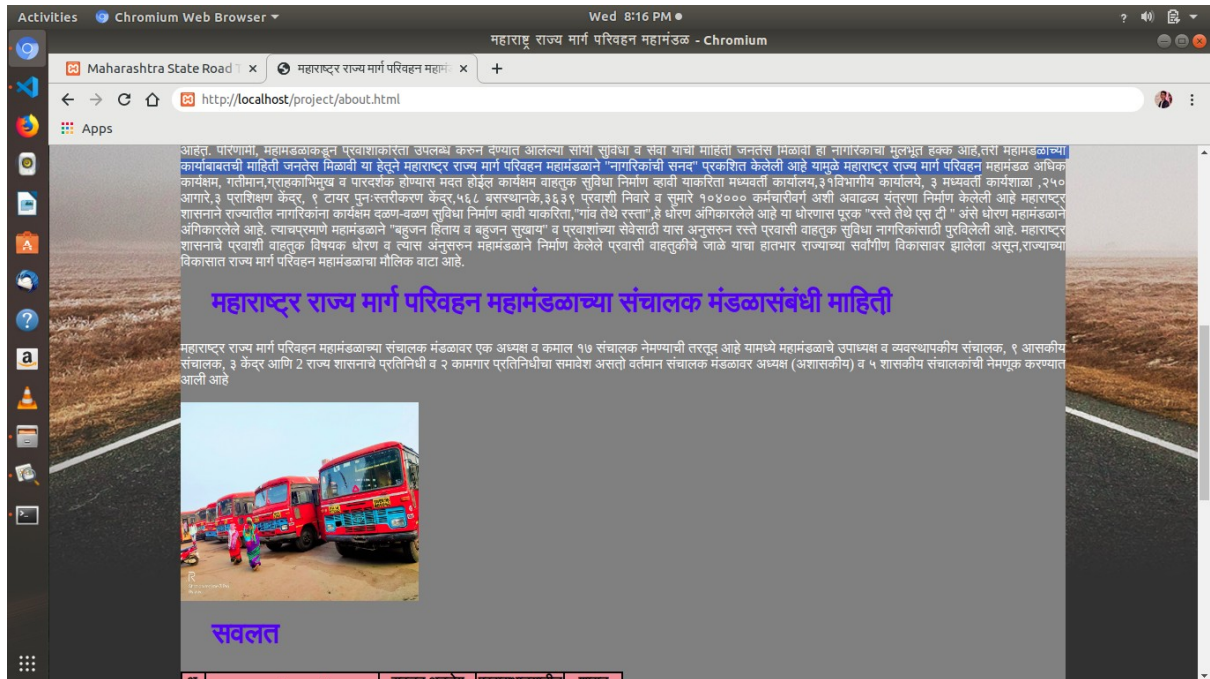 Activities Chromium Web Browser Wed 8:16 PM
महाराष्ट्र राज्य मार्ग परिवहन महामंडळ - Chromium
Maharashtra State Road T × महाराष्ट्र राज्य मार्ग परिवहन महामं × +
http://localhost/project/about.html
Apps
आहेत. परिणामी, महामंडळाकडून प्रवाशाकरिता उपलब्ध करुन देण्यात आलेल्या सोयी सुविधा व सेवा याची माहिती जनतेस मिळावी हा नागरिकांचा मुलभूत हक्क आहे,तरी महामंडळाच्या
कार्याबाबतची माहिती जनतेस मिळावी या हेतूने महाराष्ट्र राज्य मार्ग परिवहन महामंडळाने "नागरिकांची सनद" प्रकशित केलेली आहे यामुळे महाराष्ट्र राज्य मार्ग परिवहन महामंडळ अधिक
कार्यक्षम, गतीमान,ग्राहकाभिमुख व पारदर्शक होण्यास मदत होईल कार्यक्षम वाहतुक सुविधा निर्माण व्हावी याकरिता मध्यवर्ती कार्यालय,३१विभागीय कार्यालये, ३ मध्यवर्ती कार्यशाळा ,२५०
आगारे,३ प्राशिक्षण केंद्र, ९ टायर पुनःस्तरीकरण केंद्र,५६८ बसस्थानके,३६३९ प्रवाशी निवारे व सुमारे १०४००० कर्मचारीवर्ग अशी अवाढव्य यंत्रणा निर्माण केलेली आहे महाराष्ट्र
शासनाने राज्यातील नागरिकांना कार्यक्षम दळण-वळण सुविधा निर्माण व्हावी याकरिता,"गांव तेथे रस्ता",हे धोरण अंगिकारलेले आहे या धोरणास पूरक "रस्ते तेथे एस टी " अंसे धोरण महामंडळाने
अंगिकारलेले आहे. त्याचप्रमाणे महामंडळाने "बहुजन हिताय व बहुजन सुखाय" व प्रवाशांच्या सेवेसाठी यास अनुसरुन रस्ते प्रवासी वाहतुक सुविधा नागरिकांसाठी पुरविलेली आहे. महाराष्ट्र
शासनाचे प्रवाशी वाहतुक विषयक धोरण व त्यास अंनुसरुन महामंडळाने निर्माण केलेले प्रवासी वाहतुकीचे जाळे याचा हातभार राज्याच्या सर्वांगीण विकासावर झालेला असून,राज्याच्या
विकासात राज्य मार्ग परिवहन महामंडळाचा मौलिक वाटा आहे.
महाराष्ट्र राज्य मार्ग परिवहन महामंडळाच्या संचालक मंडळासंबंधी माहिती
महाराष्ट्र राज्य मार्ग परिवहन महामंडळाच्या संचालक मंडळावर एक अध्यक्ष व कमाल १७ संचालक नेमण्याची तरतूद आहे यामध्ये महामंडळाचे उपाध्यक्ष व व्यवस्थापकीय संचालक, ९ आसकीय
संचालक, ३ केंद्र आणि 2 राज्य शासनाचे प्रतिनिधी व २ कामगार प्रतिनिधीचा समावेश असतो वर्तमान संचालक मंडळावर अध्यक्ष (अशासकीय) व ५ शासकीय संचालकांची नेमणूक करण्यात
आली आहे
सवलत